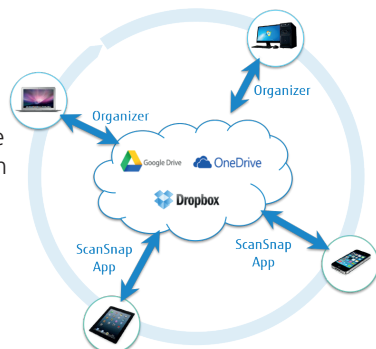 Organizer
Organizer
e
n
Google Drive
OneDrive
Dropbox
ScanSnap
App
ScanSnap
App